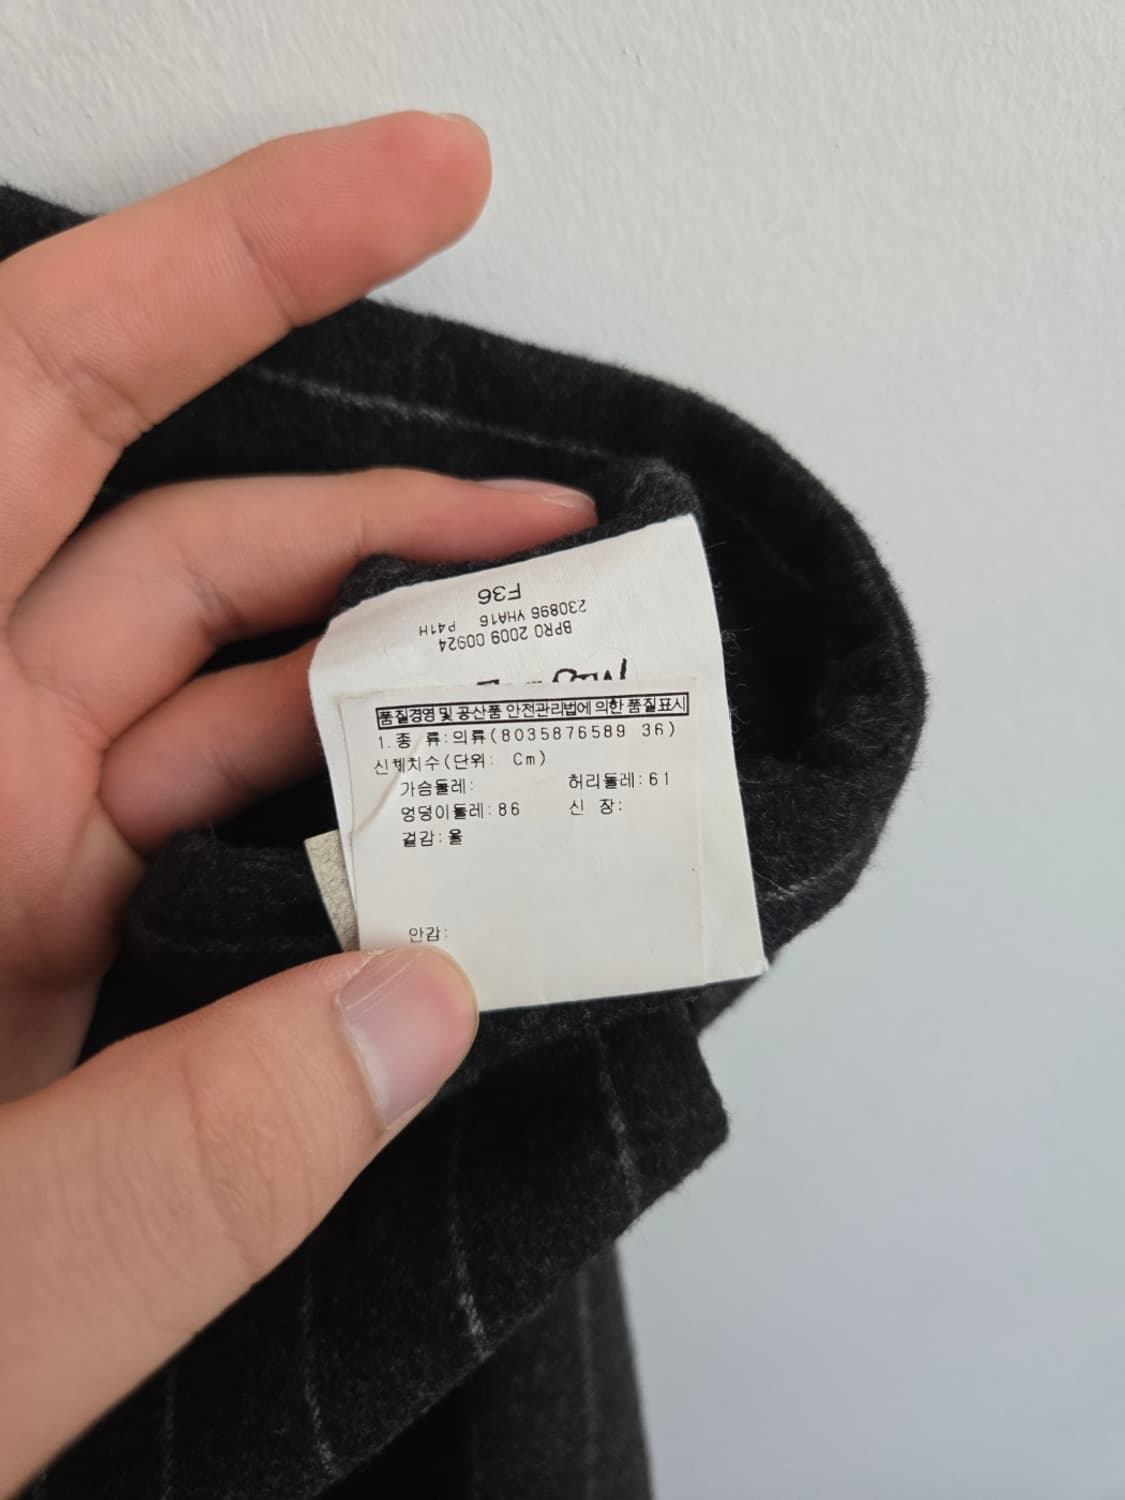 F36
230896 YHA16 P41H
BPR0 2009 00924
품질경영 및 공산품 안전관리법에 의한 품질표시
1.종 류:의류(8035876589 36)
신체치수(단위: Cm)
가슴둘레: 허리둘레:61
엉덩이둘레:86 신 장:
겉감:울
안감: